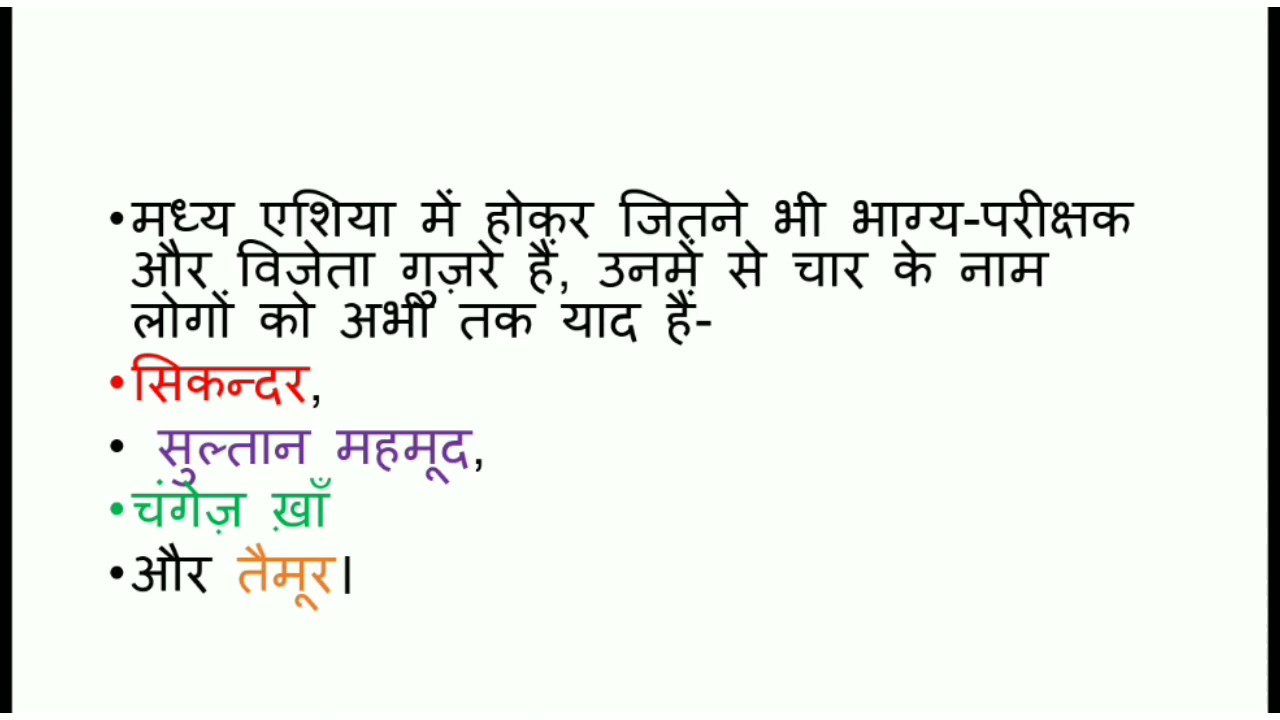 •मध्य एशिया में होकर जितने भी भाग्य-परीक्षक
और विजेता गुज़रे हैं, उनमें से चार के नाम
लोगों को अभी तक याद हैं-
•सिकन्दर,
• सुल्तान महमूद,
•चंगेज़ ख़ाँ
•और तैमूर।